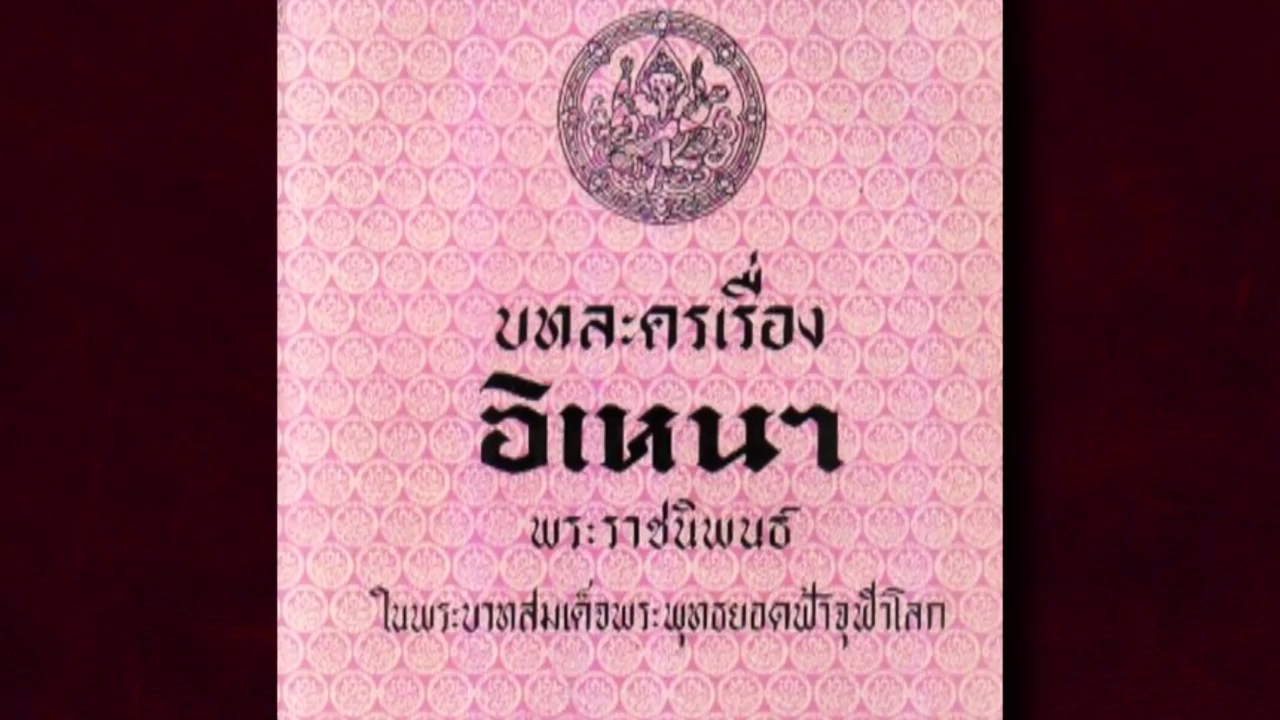 บทละครเรื่อง
อิเหนา
พระราชนิพนธ์
ในพระบาทสมเด็จพระพุทธยอดฟ้าจุฬาโลก